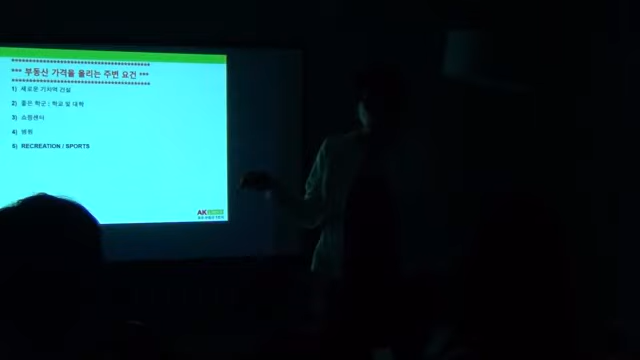 *** 부동산 가격을 올리는 주변 요건 ***
1) 새로운 기차역 건설
2) 좋은 학군 ; 학교 및 대학
3) 쇼핑센터
4) 병원
5) RECREATION / SPORTS
AK